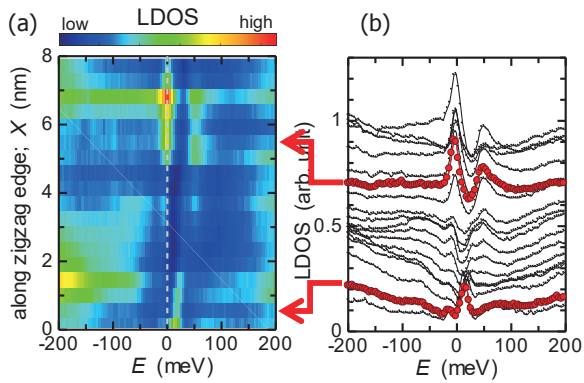 (a)
LDOS
low
high
along zigzag edge; X (nm)
8
6
4
2
0
-200
-100
0
100
200
E (meV)
(b)
LDOS (arb. unit)
1
0.5
0
-200
-100
0
100
200
E (meV)